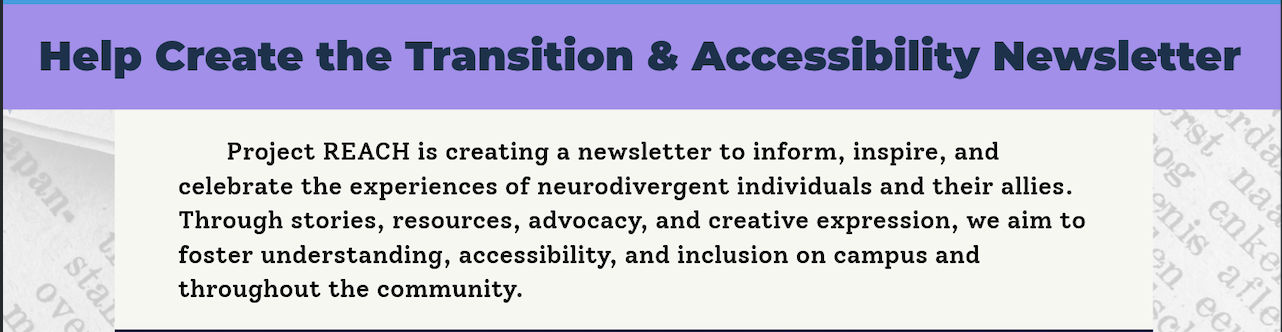 Help Create the Transition & Accessibility Newsletter
Project REACH is creating a newsletter to inform, inspire, and
celebrate the experiences of neurodivergent individuals and their allies.
Through stories, resources, advocacy, and creative expression, we aim to
foster understanding, accessibility, and inclusion on campus and
throughout the community.